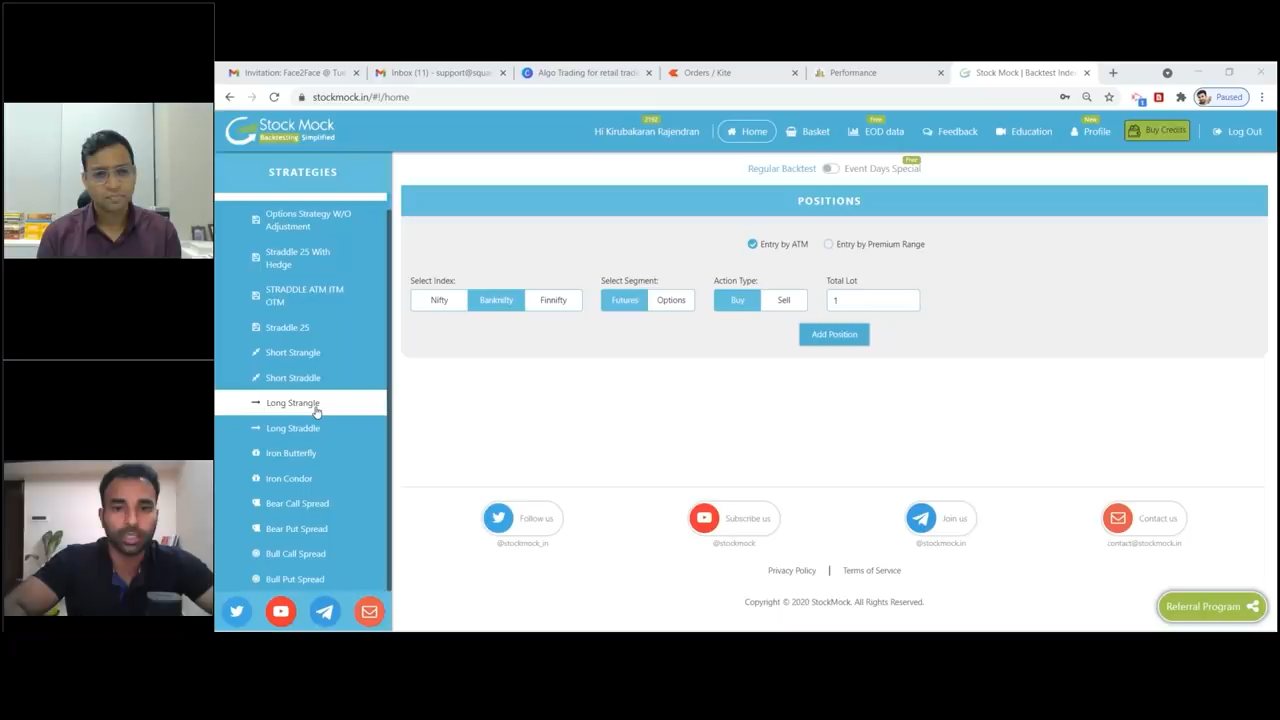 Invitation: Face2Face @ Tue
Inbox (11) - support@squa
Algo Trading for retail trade
Orders / Kite
Performance
Stock Mock | Backtest Index
stockmock.in/#!/home
Paused
Stock Mock
Backtesting Simplified
2192
Hi Kirubakaran Rajendran
Home
Basket
Free
EOD data
Feedback
Education
New
Profile
Buy Credits
Log Out
STRATEGIES
Options Strategy W/O
Adjustment
Straddle 25 With
Hedge
STRADDLE ATM ITM
OTM
Straddle 25
Short Strangle
Short Straddle
Long Strangle
Long Straddle
Iron Butterfly
Iron Condor
Bear Call Spread
Bear Put Spread
Bull Call Spread
Bull Put Spread
Regular Backtest
Event Days Special
Free
POSITIONS
Entry by ATM
Entry by Premium Range
Select Index:
Select Segment:
Action Type:
Total Lot
Nifty
Banknifty
Finnifty
Futures
Options
Buy
Sell
1
Add Position
Follow us
@stockmock_in
Subscribe us
@stockmock
Join us
@stockmock.in
Contact us
contact@stockmock.in
Privacy Policy | Terms of Service
Copyright © 2020 StockMock. All Rights Reserved.
Referral Program